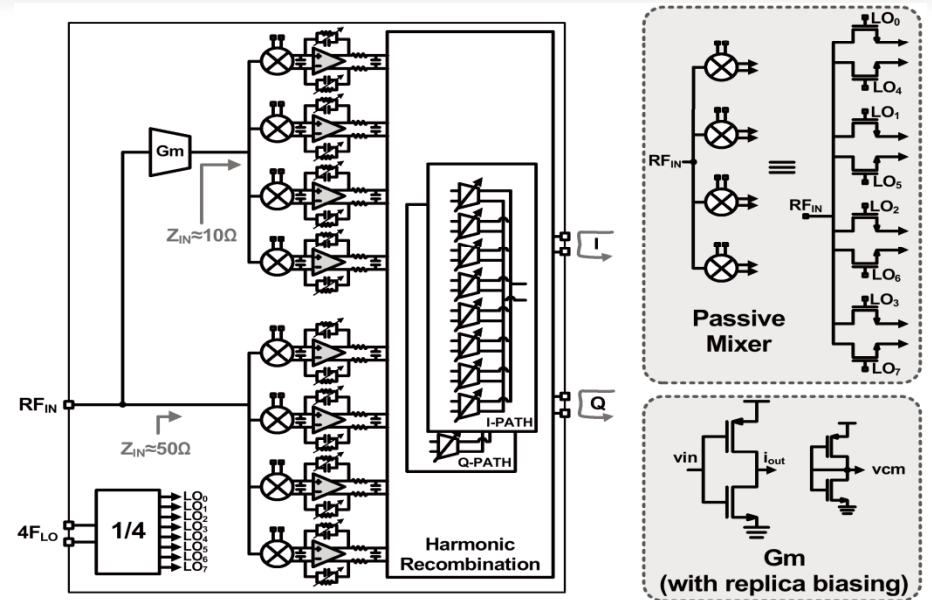 Gm
Z_IN≈10Ω
RF_IN
Z_IN≈50Ω
4F_LO
1/4
LO₀
LO₁
LO₂
LO₃
LO₄
LO₅
LO₆
LO₇
I-PATH
Q-PATH
Harmonic
Recombination
I
Q
RF_IN
Passive
Mixer
RF_IN
LO₀
LO₄
LO₁
LO₅
LO₂
LO₆
LO₃
LO₇
vin
i_out
vcm
Gm
(with replica biasing)